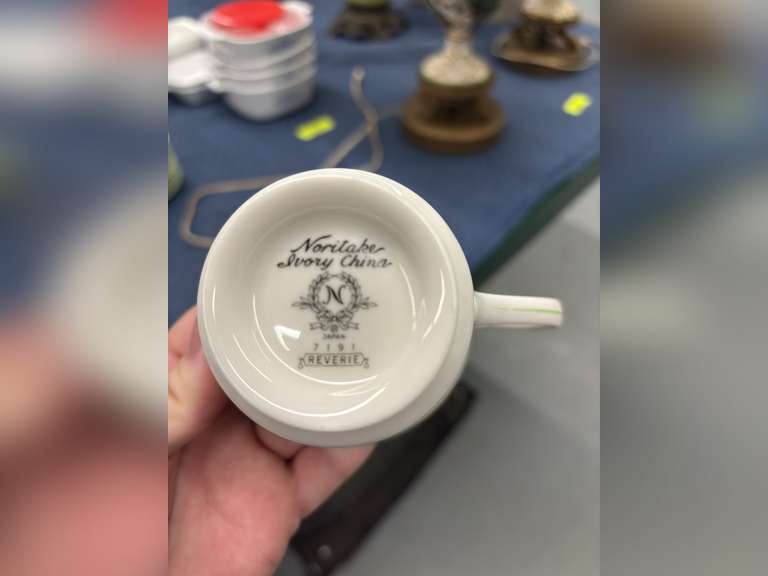 Noritake
Ivory China
N
JAPAN
7191
REVERIE